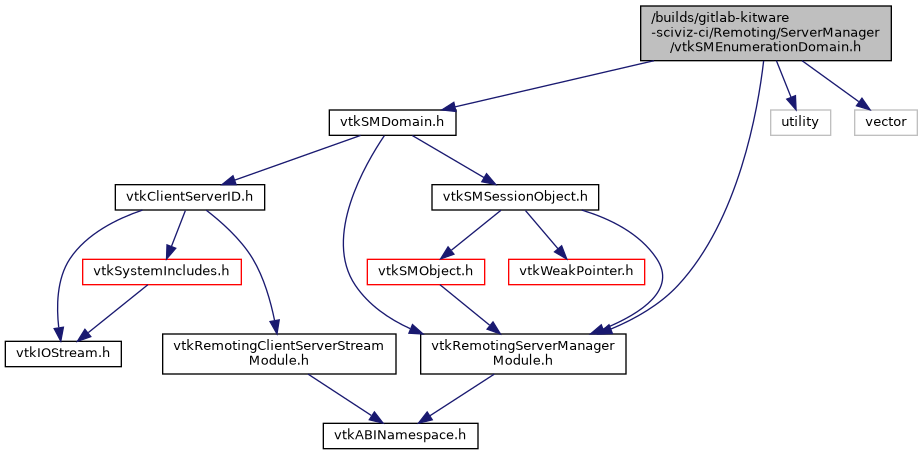 /builds/gitlab-kitware
-sciviz-ci/Remoting/ServerManager
/vtkSMEnumerationDomain.h
vtkSMDomain.h
utility
vector
vtkClientServerID.h
vtkSMSessionObject.h
vtkSystemIncludes.h
vtkSMObject.h
vtkWeakPointer.h
vtkIOStream.h
vtkRemotingClientServerStream
Module.h
vtkRemotingServerManager
Module.h
vtkABINamespace.h